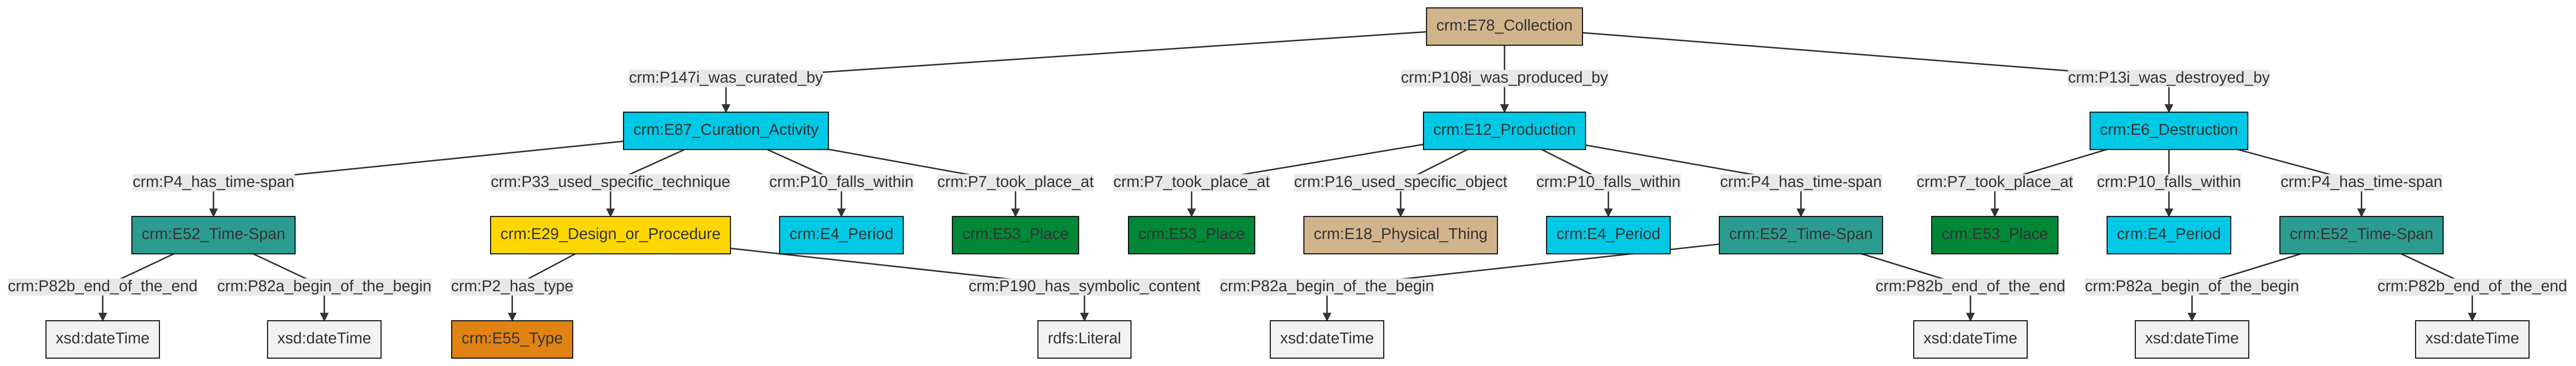 crm:E78_Collection
crm:P147i_was_curated_by
crm:P108i_was_produced_by
crm:P13i_was_destroyed_by
crm:E87_Curation_Activity
crm:E12_Production
crm:E6_Destruction
crm:P4_has_time-span
crm:P33_used_specific_technique
crm:P10_falls_within
crm:P7_took_place_at
crm:P7_took_place_at
crm:P16_used_specific_object
crm:P10_falls_within
crm:P4_has_time-span
crm:P7_took_place_at
crm:P10_falls_within
crm:P4_has_time-span
crm:E52_Time-Span
crm:E29_Design_or_Procedure
crm:E4_Period
crm:E53_Place
crm:E53_Place
crm:E18_Physical_Thing
crm:E4_Period
crm:E52_Time-Span
crm:E53_Place
crm:E4_Period
crm:E52_Time-Span
crm:P82b_end_of_the_end
crm:P82a_begin_of_the_begin
crm:P2_has_type
crm:P190_has_symbolic_content
crm:P82a_begin_of_the_begin
crm:P82b_end_of_the_end
crm:P82a_begin_of_the_begin
crm:P82b_end_of_the_end
xsd:dateTime
xsd:dateTime
crm:E55_Type
rdfs:Literal
xsd:dateTime
xsd:dateTime
xsd:dateTime
xsd:dateTime